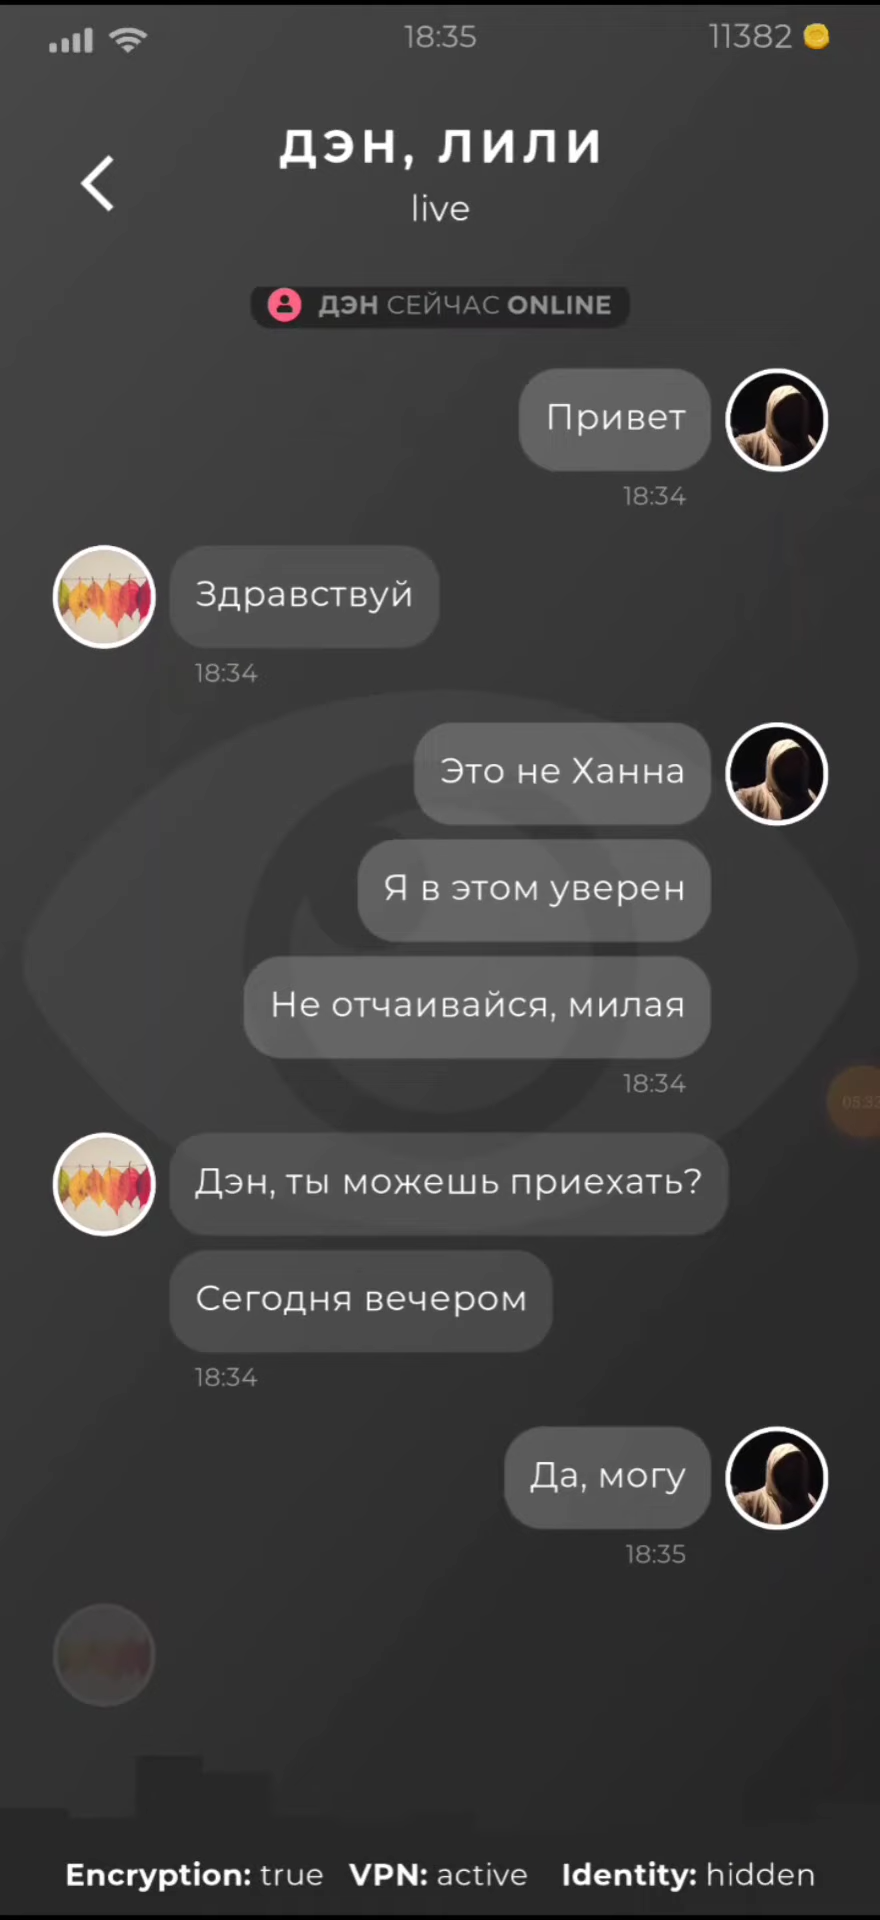 18:35
11382
ДЭН, ЛИЛИ
live
ДЭН СЕЙЧАС ONLINE
Привет
18:34
Здравствуй
18:34
Это не Ханна
Я в этом уверен
Не отчаивайся, милая
18:34
Дэн, ты можешь приехать?
Сегодня вечером
18:34
Да, могу
18:35
Encryption: true VPN: active Identity: hidden